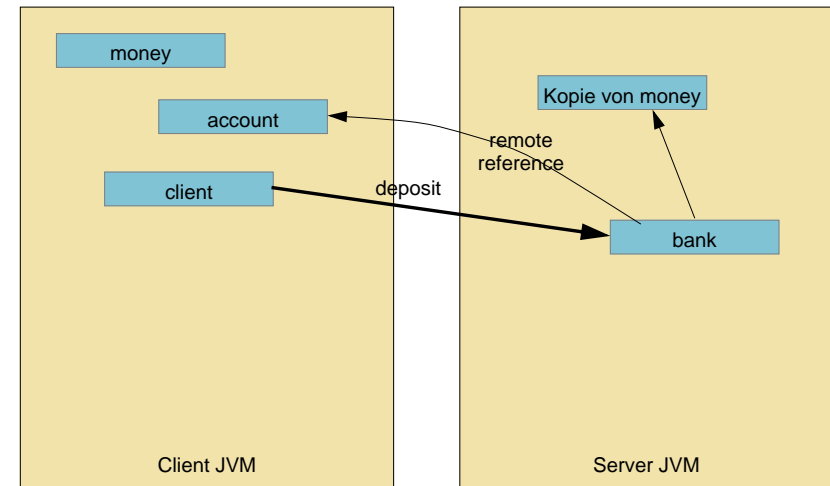 money
account
client
deposit
remote
reference
Kopie von money
bank
Client JVM
Server JVM